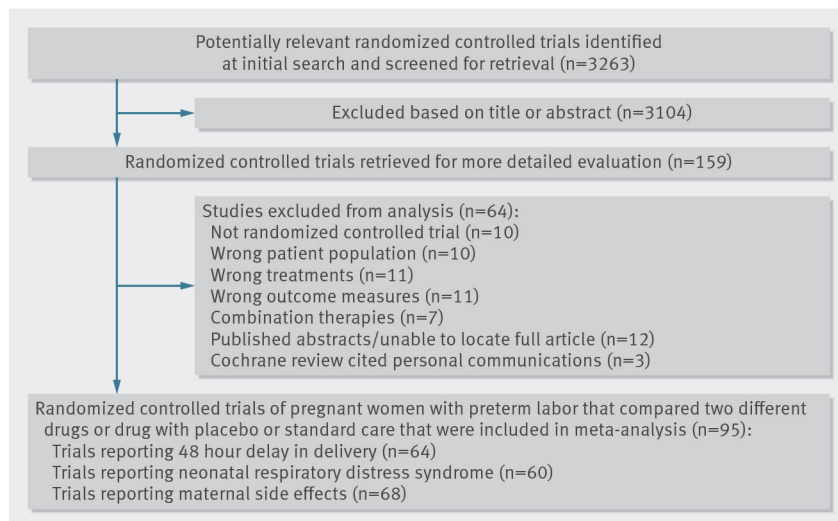 Potentially relevant randomized controlled trials identified
at initial search and screened for retrieval (n=3263)
Excluded based on title or abstract (n=3104)
Randomized controlled trials retrieved for more detailed evaluation (n=159)
Studies excluded from analysis (n=64):
Not randomized controlled trial (n=10)
Wrong patient population (n=10)
Wrong treatments (n=11)
Wrong outcome measures (n=11)
Combination therapies (n=7)
Published abstracts/unable to locate full article (n=12)
Cochrane review cited personal communications (n=3)
Randomized controlled trials of pregnant women with preterm labor that compared two different
drugs or drug with placebo or standard care that were included in meta-analysis (n=95):
Trials reporting 48 hour delay in delivery (n=64)
Trials reporting neonatal respiratory distress syndrome (n=60)
Trials reporting maternal side effects (n=68)